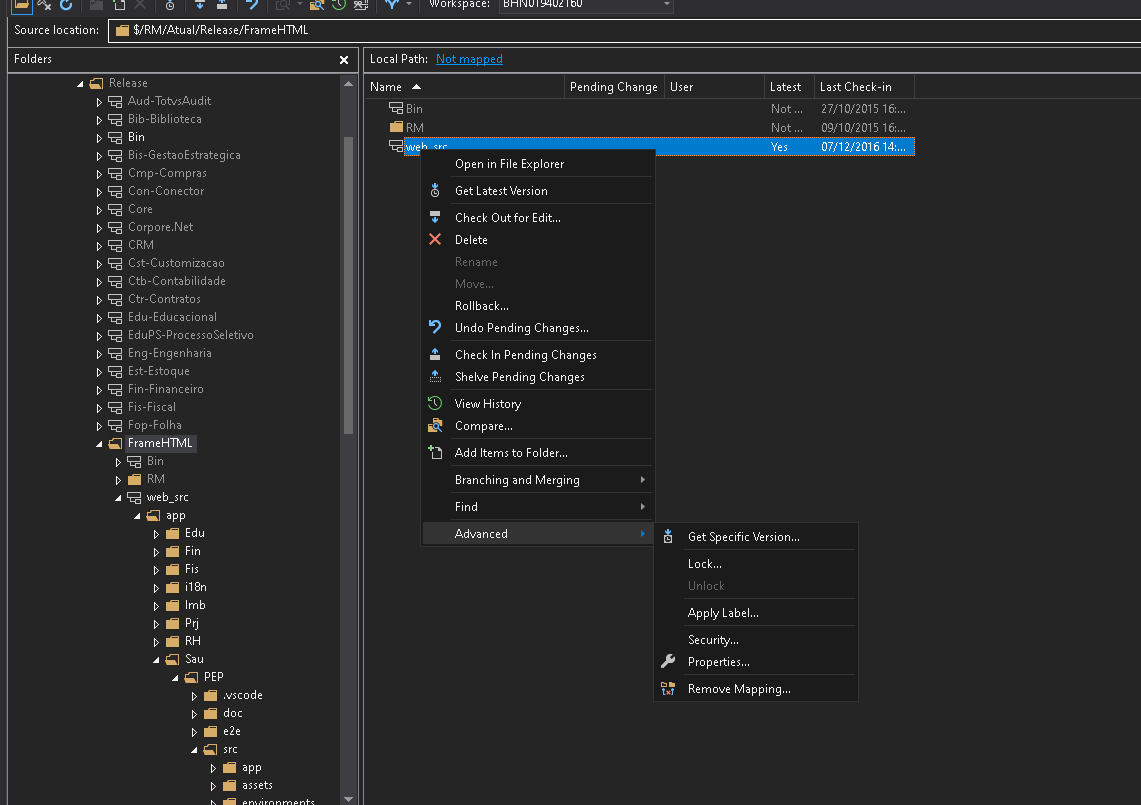 Workspace: BHN019402160
Source location: $/RM/Atual/Release/FrameHTML
Folders
Local Path: Not mapped
Name Pending Change User Latest Last Check-in
Bin Not ... 27/10/2015 16:...
RM Not ... 09/10/2015 16:...
web_src Yes 07/12/2016 14:...
Release
Aud-TotvsAudit
Bib-Biblioteca
Bin
Bis-GestaoEstrategica
Cmp-Compras
Con-Conector
Core
Corpore.Net
CRM
Cst-Customizacao
Ctb-Contabilidade
Ctr-Contratos
Edu-Educacional
EduPS-ProcessoSeletivo
Eng-Engenharia
Est-Estoque
Fin-Financeiro
Fis-Fiscal
Fop-Folha
FrameHTML
Bin
RM
web_src
app
Edu
Fin
Fis
i18n
Imb
Prj
RH
Sau
PEP
.vscode
doc
e2e
src
app
assets
environments
Open in File Explorer
Get Latest Version
Check Out for Edit...
Delete
Rename
Move...
Rollback...
Undo Pending Changes...
Check In Pending Changes
Shelve Pending Changes
View History
Compare...
Add Items to Folder...
Branching and Merging
Find
Advanced
Get Specific Version...
Lock...
Unlock
Apply Label...
Security...
Properties...
Remove Mapping...